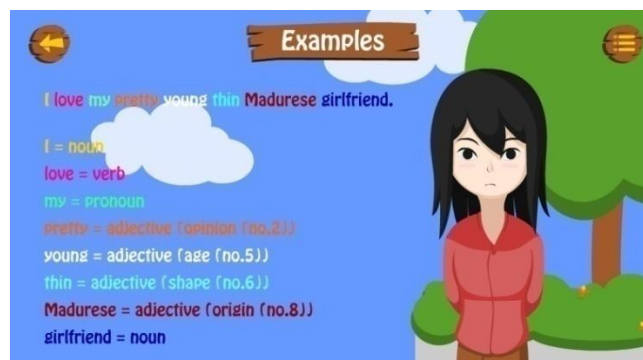 Examples
I love my pretty young thin Madurese girlfriend.
I = noun
love = verb
my = pronoun
pretty = adjective (opinion (no.2))
young = adjective (age (no.5))
thin = adjective (shape (no.6))
Madurese = adjective (origin (no.8))
girlfriend = noun